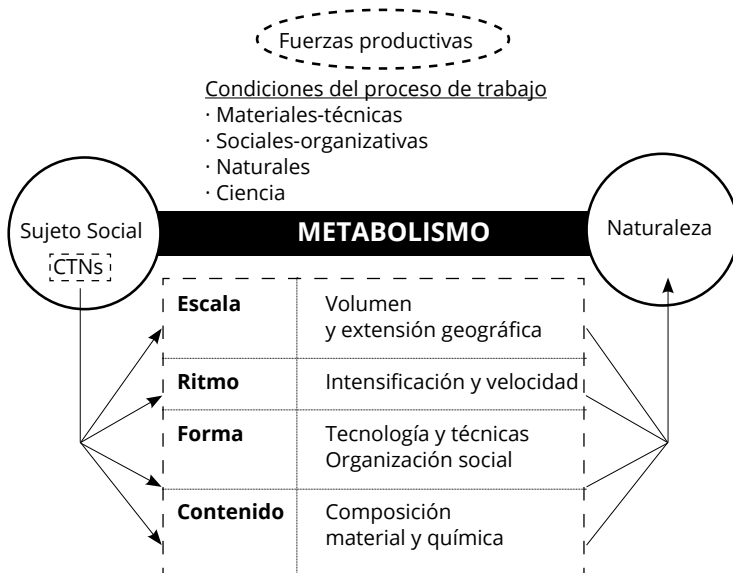 Fuerzas productivas
Condiciones del proceso de trabajo
· Materiales-técnicas
· Sociales-organizativas
· Naturales
· Ciencia
Sujeto Social
CTNs
METABOLISMO
Naturaleza
Escala
Volumen
y extensión geográfica
Ritmo
Intensificación y velocidad
Forma
Tecnología y técnicas
Organización social
Contenido
Composición
material y química